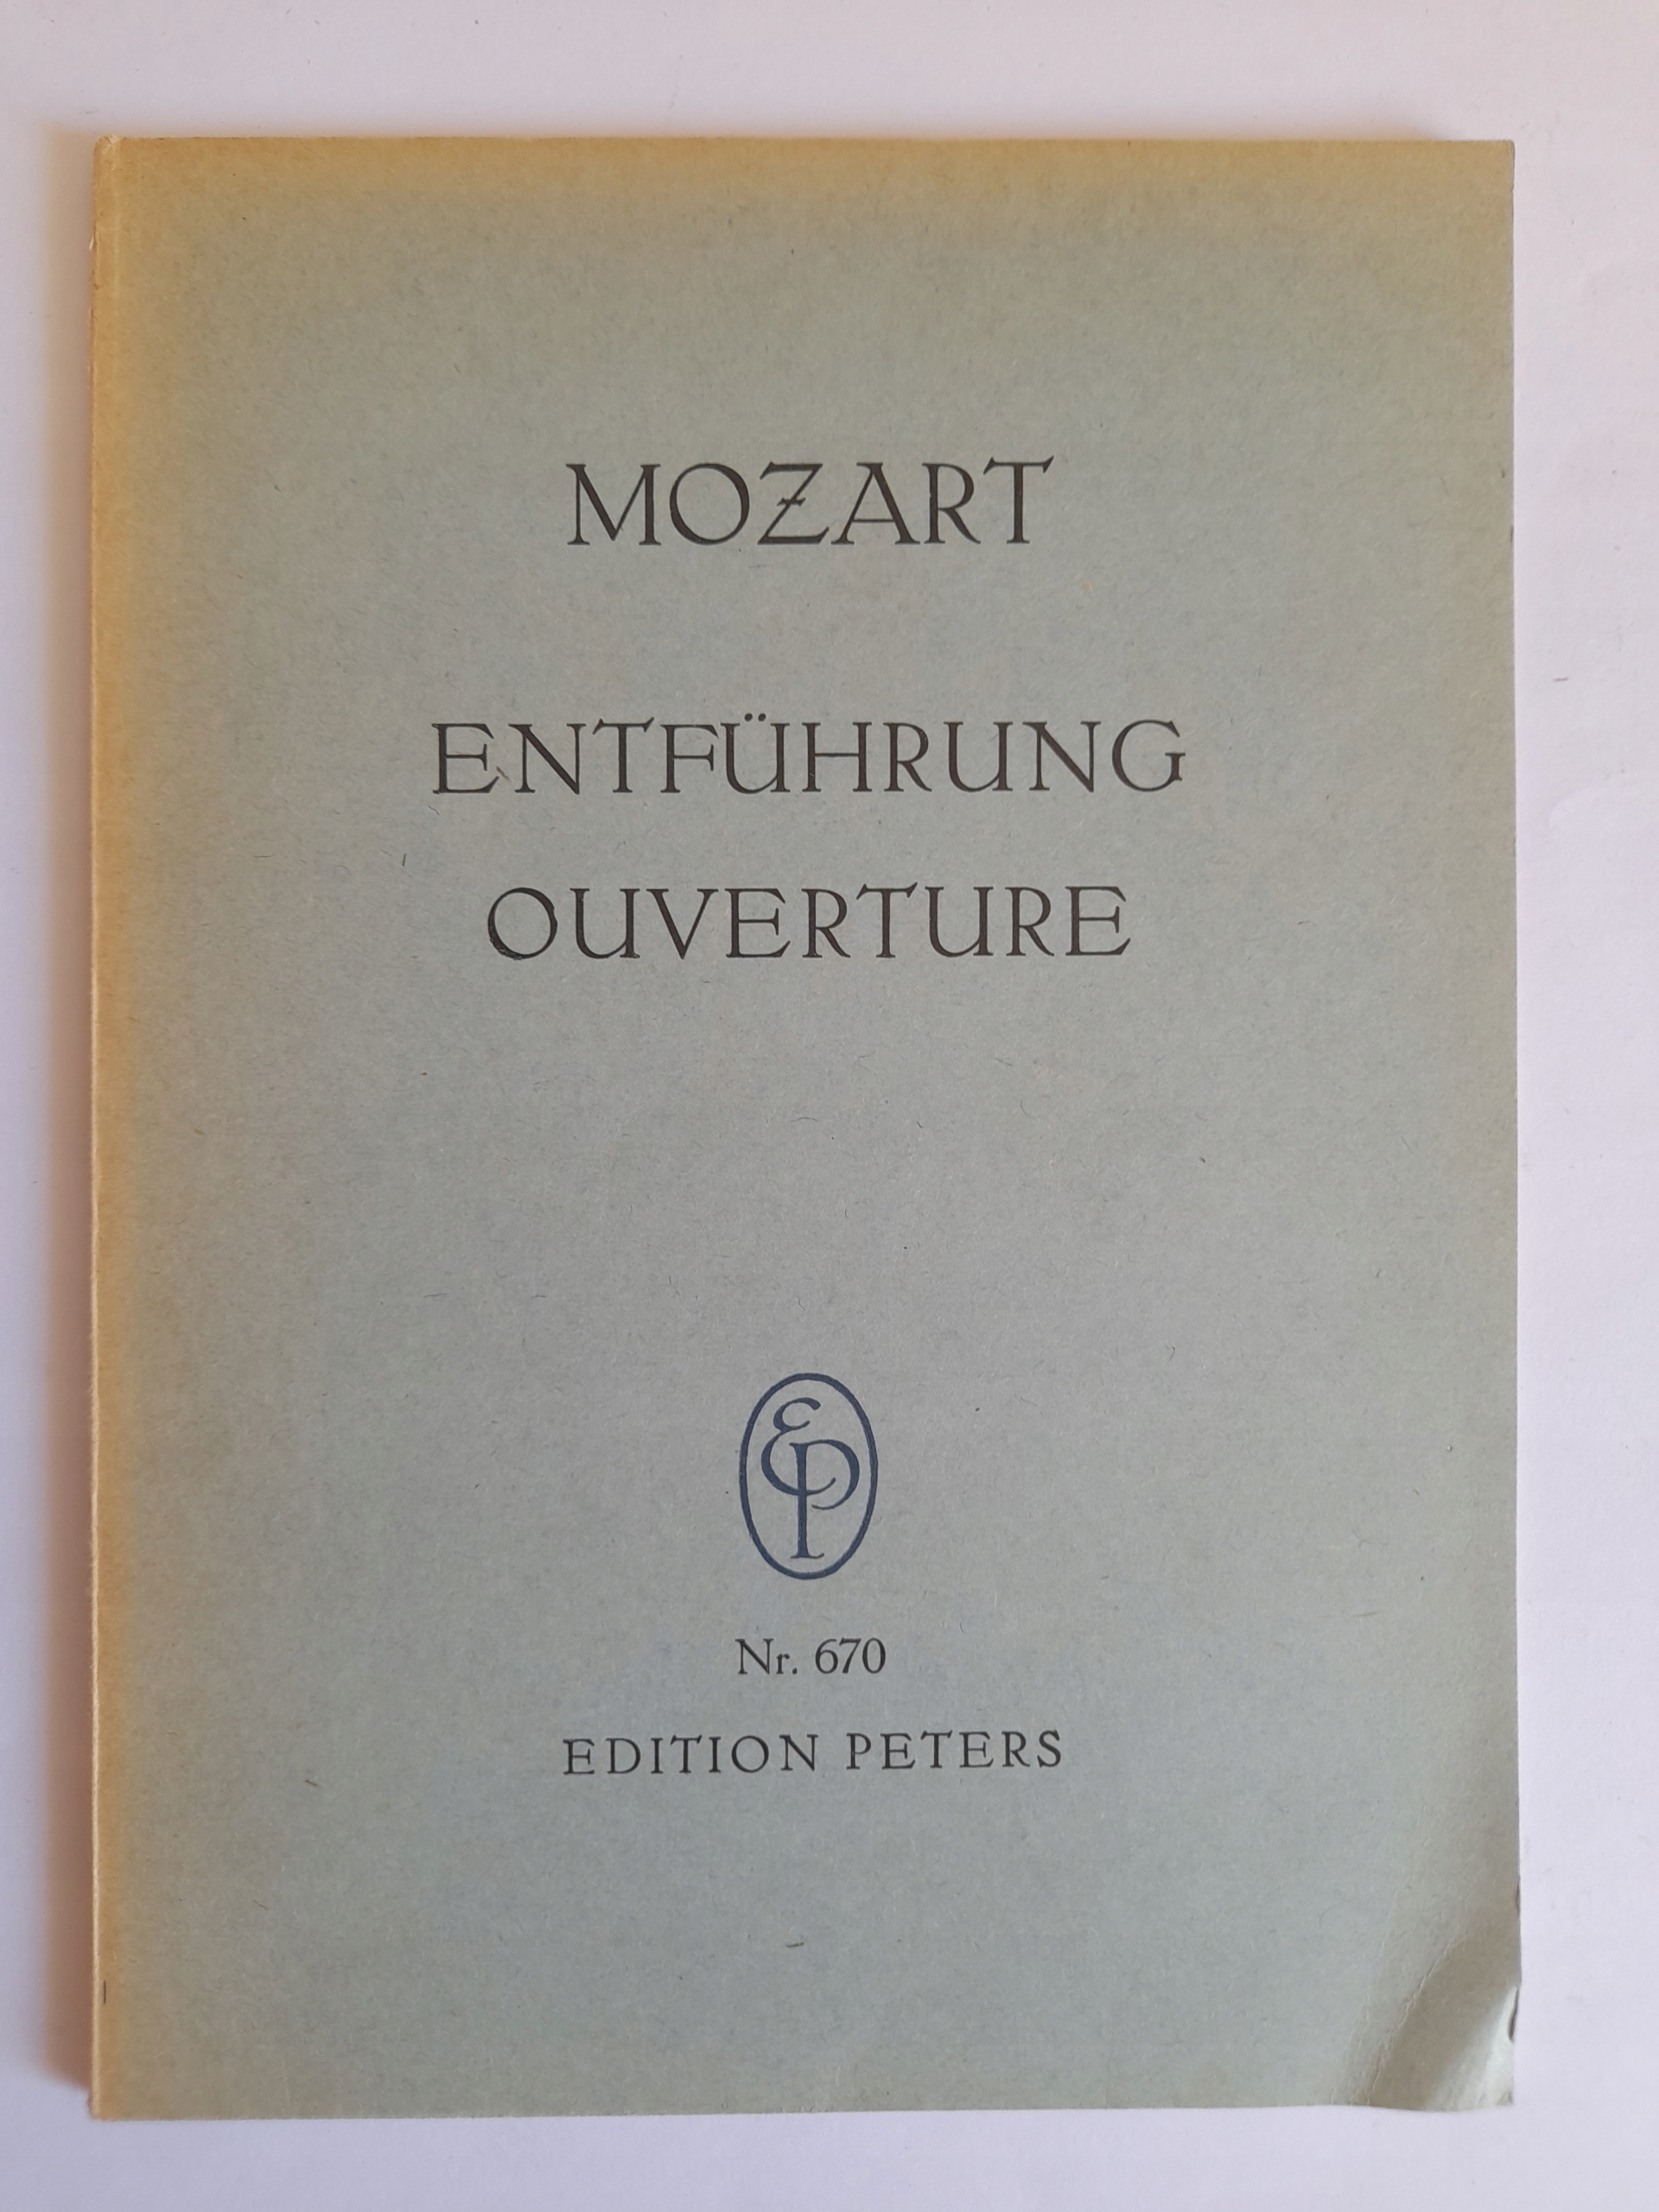 MOZART
ENTFÜHRUNG
OUVERTURE
EP
Nr. 670
EDITION PETERS